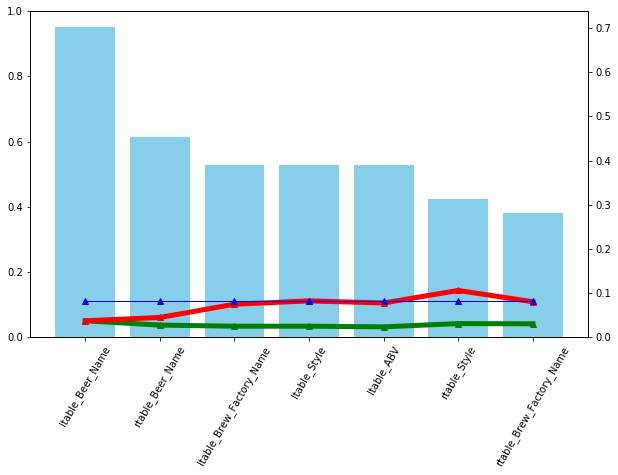 1.0
0.8
0.6
0.4
0.2
0.0
0.7
0.6
0.5
0.4
0.3
0.2
0.1
0.0
ltable_Beer_Name
rtable_Beer_Name
ltable_Brew_Factory_Name
ltable_Style
ltable_ABV
rtable_Style
rtable_Brew_Factory_Name